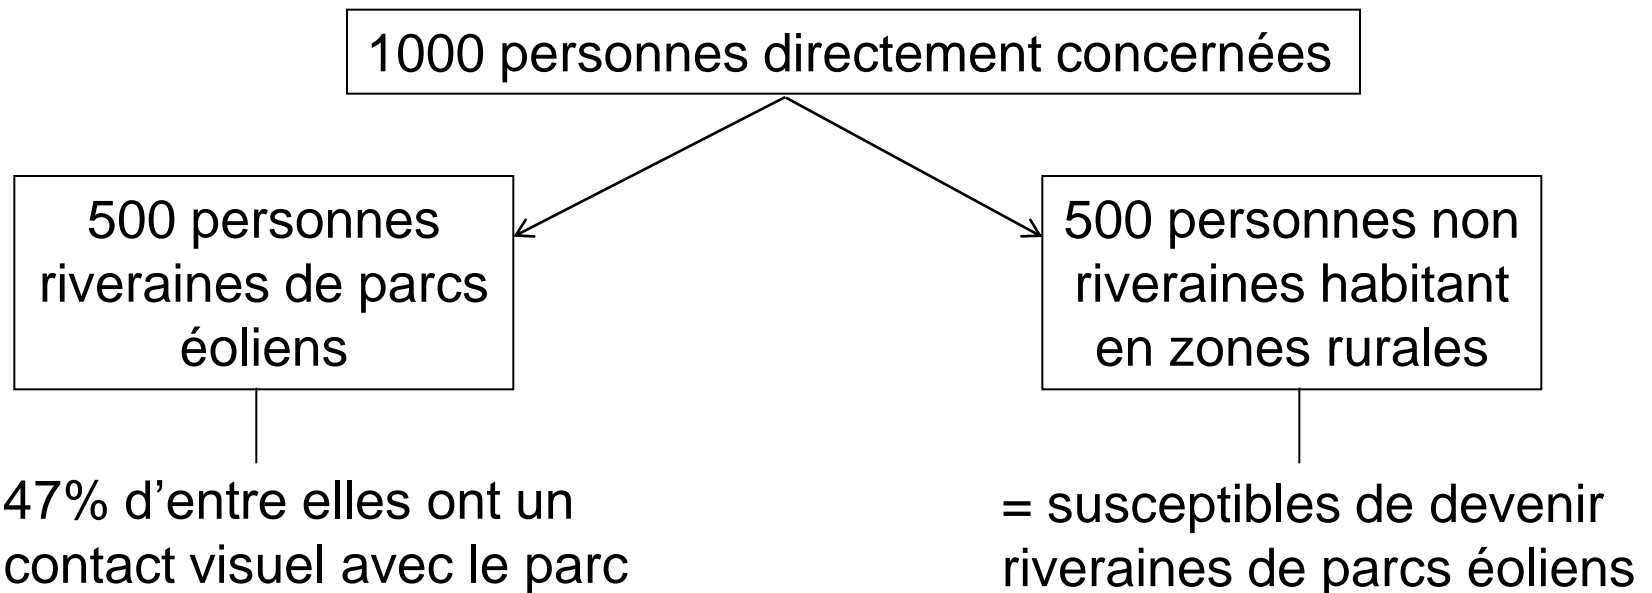 1000 personnes directement concernées
500 personnes
riveraines de parcs
éoliens
500 personnes non
riveraines habitant
en zones rurales
47% d’entre elles ont un
contact visuel avec le parc
= susceptibles de devenir
riveraines de parcs éoliens